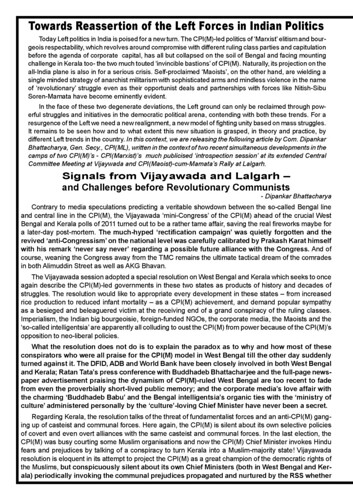 Towards Reassertion of the Left Forces in Indian Politics
Today Left politics in India is poised for a new turn. The CPI(M)-led politics of 'Marxist' elitism and bour-
geois respectability, which revolves around compromise with different ruling class parties and capitulation
before the agenda of corporate capital, has all but collapsed on the soil of Bengal and facing mounting
challenge in Kerala too- the two much touted 'invincible bastions' of CPI(M). Naturally, its projection on the
all-India plane is also in for a serious crisis. Self-proclaimed 'Maoists', on the other hand, are wielding a
single minded strategy of anarchist militarism with sophisticated arms and mindless violence in the name
of 'revolutionary' struggle even as their opportunist deals and partnership with forces like Nitish-Sibu
Soren-Mamata have become eminently evident.
In the face of these two degenerate deviations, the Left ground can only be reclaimed through pow-
erful struggles and initiatives in the democratic political arena, contending with both these trends. For a
resurgence of the Left we need a new realignment, a new model of fighting unity based on mass struggles.
It remains to be seen how and to what extent this new situation is grasped, in theory and practice, by
different Left trends in the country. In this context, we are releasing the following article by Com. Dipankar
Bhattacharya, Gen. Secy., CPI(ML), written in the context of two recent simultaneous developments in the
camps of two CPI(M)'s - CPI(Marxist)'s much publicised 'introspection session' at its extended Central
Committee Meeting at Vijaywada and CPI(Maoist)-cum-Mamata's Rally at Lalgarh.
Signals from Vijayawada and Lalgarh –
and Challenges before Revolutionary Communists
- Dipankar Bhattacharya
Contrary to media speculations predicting a veritable showdown between the so-called Bengal line
and central line in the CPI(M), the Vijayawada 'mini-Congress' of the CPI(M) ahead of the crucial West
Bengal and Kerala polls of 2011 turned out to be a rather tame affair, saving the real fireworks maybe for
a later-day post-mortem. The much-hyped 'rectification campaign' was quietly forgotten and the
revived 'anti-Congressism' on the national level was carefully calibrated by Prakash Karat himself
with his remark 'never say never' regarding a possible future alliance with the Congress. And of
course, weaning the Congress away from the TMC remains the ultimate tactical dream of the comrades
in both Alimuddin Street as well as AKG Bhavan.
The Vijaywada session adopted a special resolution on West Bengal and Kerala which seeks to once
again describe the CPI(M)-led governments in these two states as products of history and decades of
struggles. The resolution would like to appropriate every development in these states – from increased
rice production to reduced infant mortality – as a CPI(M) achievement, and demand popular sympathy
as a besieged and beleaguered victim at the receiving end of a grand conspiracy of the ruling classes.
Imperialism, the Indian big bourgeoisie, foreign-funded NGOs, the corporate media, the Maoists and the
'so-called intelligentsia' are apparently all colluding to oust the CPI(M) from power because of the CPI(M)'s
opposition to neo-liberal policies.
What the resolution does not do is to explain the paradox as to why and how most of these
conspirators who were all praise for the CPI(M) model in West Bengal till the other day suddenly
turned against it. The DFID, ADB and World Bank have been closely involved in both West Bengal
and Kerala; Ratan Tata's press conference with Buddhadeb Bhattacharjee and the full-page news-
paper advertisement praising the dynamism of CPI(M)-ruled West Bengal are too recent to fade
from even the proverbially short-lived public memory; and the corporate media's love affair with
the charming 'Buddhadeb Babu' and the Bengal intelligentsia's organic ties with the 'ministry of
culture' administered personally by the 'culture'-loving Chief Minister have never been a secret.
Regarding Kerala, the resolution talks of the threat of fundamentalist forces and an anti-CPI(M) gang-
ing up of casteist and communal forces. Here again, the CPI(M) is silent about its own selective policies
of covert and even overt alliances with the same casteist and communal forces. In the last election, the
CPI(M) was busy courting some Muslim organisations and now the CPI(M) Chief Minister invokes Hindu
fears and prejudices by talking of a conspiracy to turn Kerala into a Muslim-majority state! Vijaywada
resolution is eloquent in its attempt to project the CPI(M) as a great champion of the democratic rights of
the Muslims, but conspicuously silent about its own Chief Ministers (both in West Bengal and Ker-
ala) periodically invoking the communal prejudices propagated and nurtured by the RSS whether